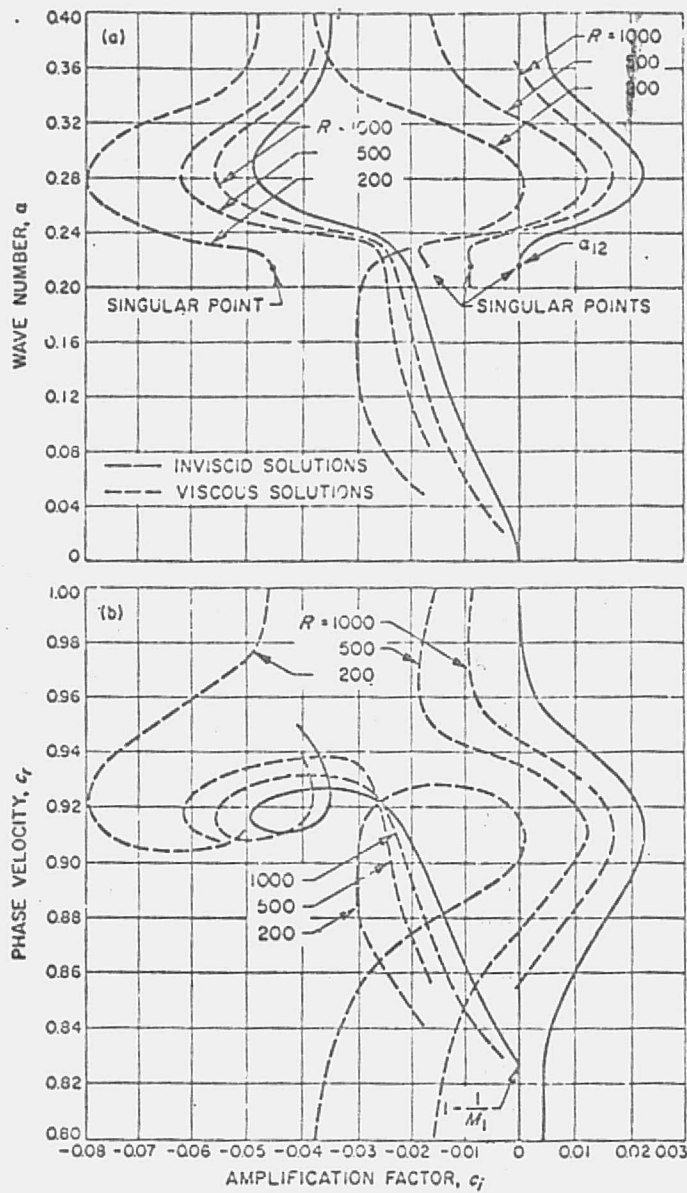 0.40
(a)
R = 1000
500
200
0.36
0.32
R = 1000
500
200
0.28
0.24
α12
0.20
SINGULAR POINT
SINGULAR POINTS
0.16
0.12
0.08
INVISCID SOLUTIONS
VISCOUS SOLUTIONS
0.04
0
WAVE NUMBER, α
1.00
(b)
R = 1000
500
200
0.98
0.96
0.94
0.92
0.90
1000
500
200
0.88
0.86
0.84
0.82
1 - 1/M1
0.80
PHASE VELOCITY, cr
-0.08 -0.07 -0.06 -0.05 -0.04 -0.03 -0.02 -0.01 0 0.01 0.02 003
AMPLIFICATION FACTOR, ci